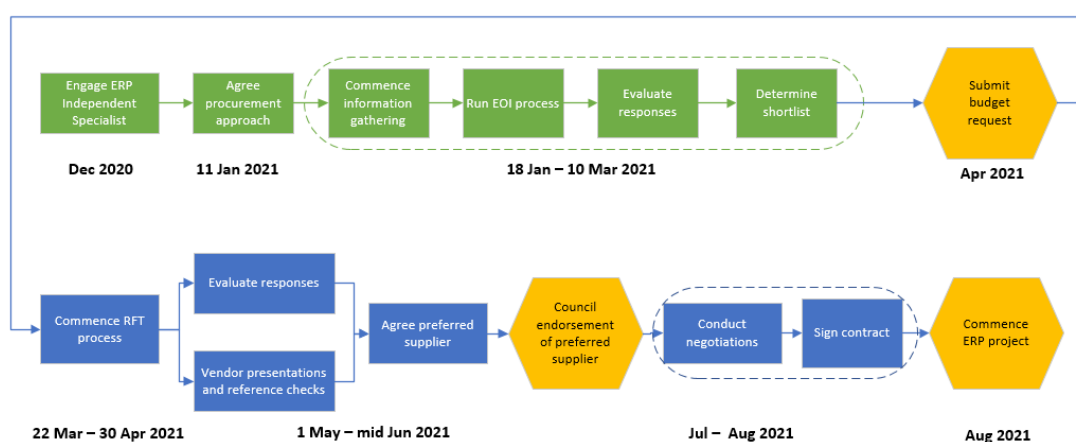 Engage ERP
Independent
Specialist
Agree
procurement
approach
Commence
information
gathering
Run EOI process
Evaluate
responses
Determine
shortlist
Submit
budget
request
Dec 2020
11 Jan 2021
18 Jan – 10 Mar 2021
Apr 2021
Commence RFT
process
Evaluate responses
Vendor presentations
and reference checks
Agree preferred
supplier
Council
endorsement
of preferred
supplier
Conduct
negotiations
Sign contract
Commence
ERP project
22 Mar – 30 Apr 2021
1 May – mid Jun 2021
Jul – Aug 2021
Aug 2021